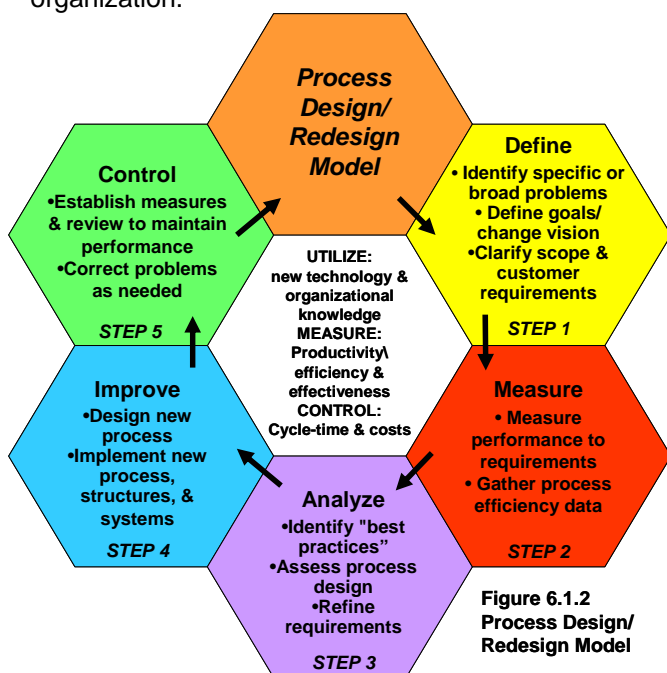 organization.
Process
Design/
Redesign
Model
Define
•Identify specific or
broad problems
•Define goals/
change vision
•Clarify scope &
customer
requirements
STEP 1
Measure
•Measure
performance to
requirements
•Gather process
efficiency data
STEP 2
Analyze
•Identify "best
practices”
•Assess process
design
•Refine
requirements
STEP 3
Improve
•Design new
process
•Implement new
process,
structures, &
systems
STEP 4
Control
•Establish measures
& review to maintain
performance
•Correct problems
as needed
STEP 5
UTILIZE:
new technology &
organizational
knowledge
MEASURE:
Productivity\
efficiency &
effectiveness
CONTROL:
Cycle-time & costs
Figure 6.1.2
Process Design/
Redesign Model